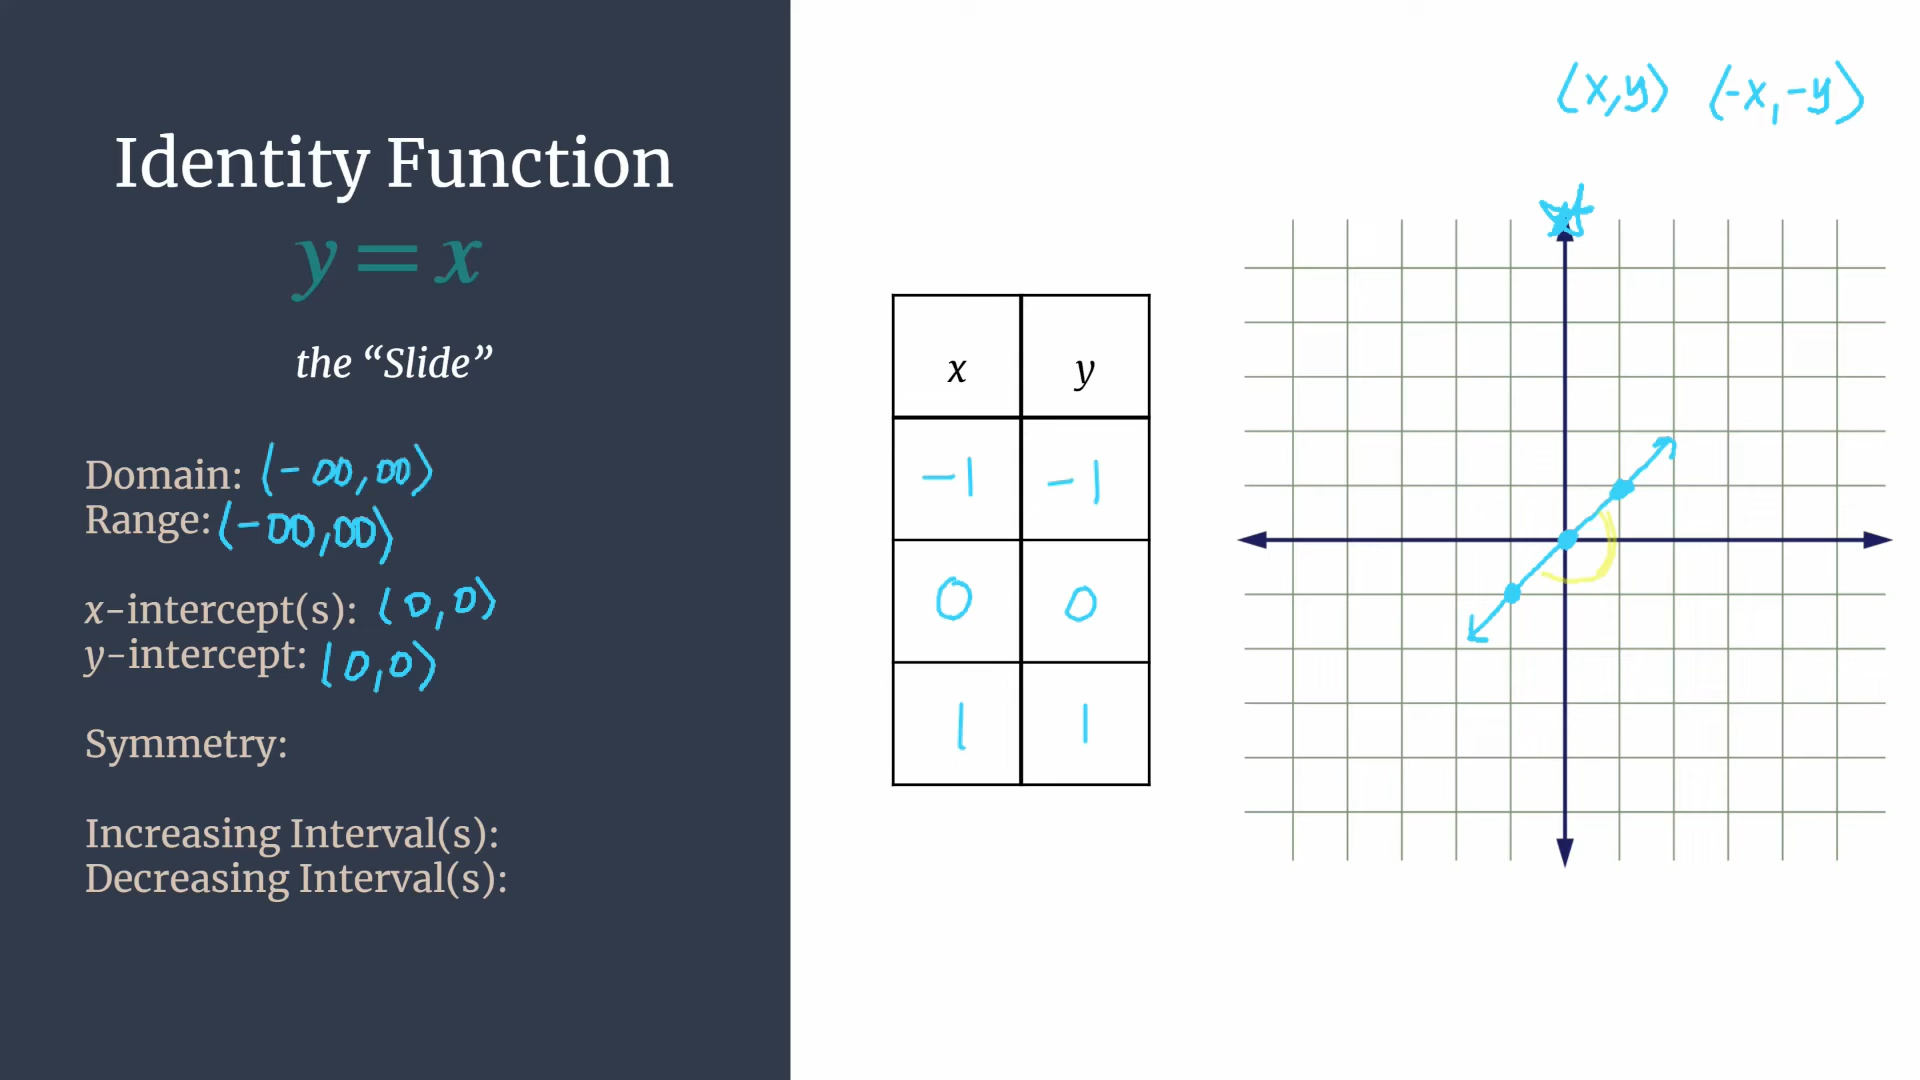 Identity Function
y = x
the “Slide”
Domain: (-∞,∞)
Range: (-∞,∞)
x-intercept(s): (0,0)
y-intercept: (0,0)
Symmetry:
Increasing Interval(s):
Decreasing Interval(s):
x y
-1 -1
0 0
1 1
(x,y) (-x,-y)